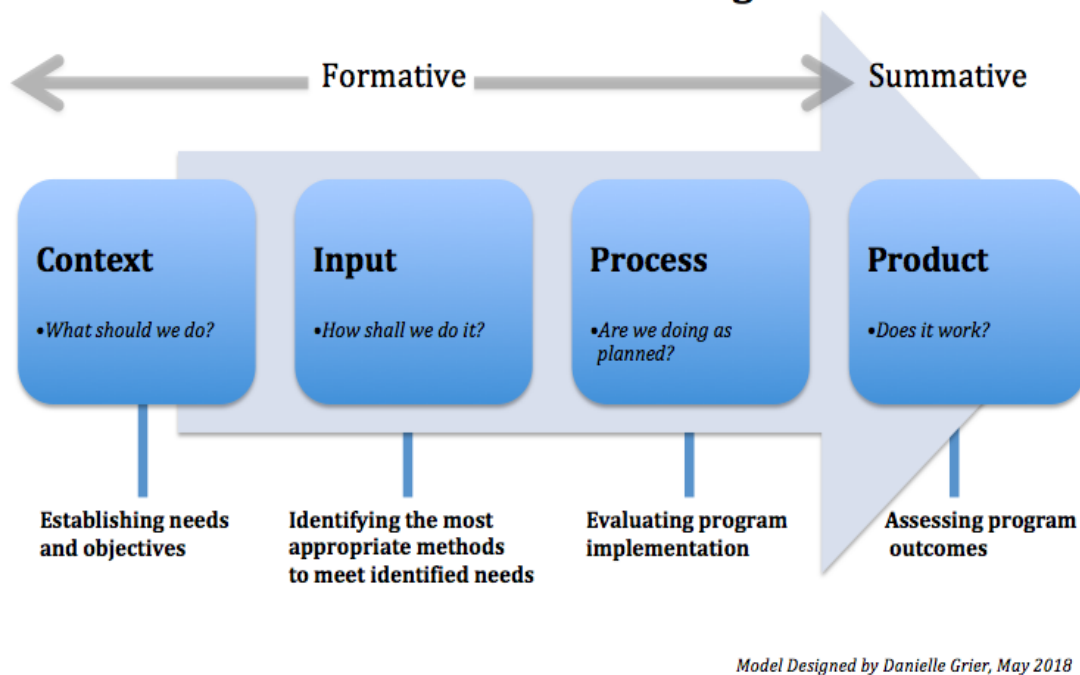 Formative
Summative
Context
•What should we do?
Input
•How shall we do it?
Process
•Are we doing as
planned?
Product
•Does it work?
Establishing needs
and objectives
Identifying the most
appropriate methods
to meet identified needs
Evaluating program
implementation
Assessing program
outcomes
Model Designed by Danielle Grier, May 2018